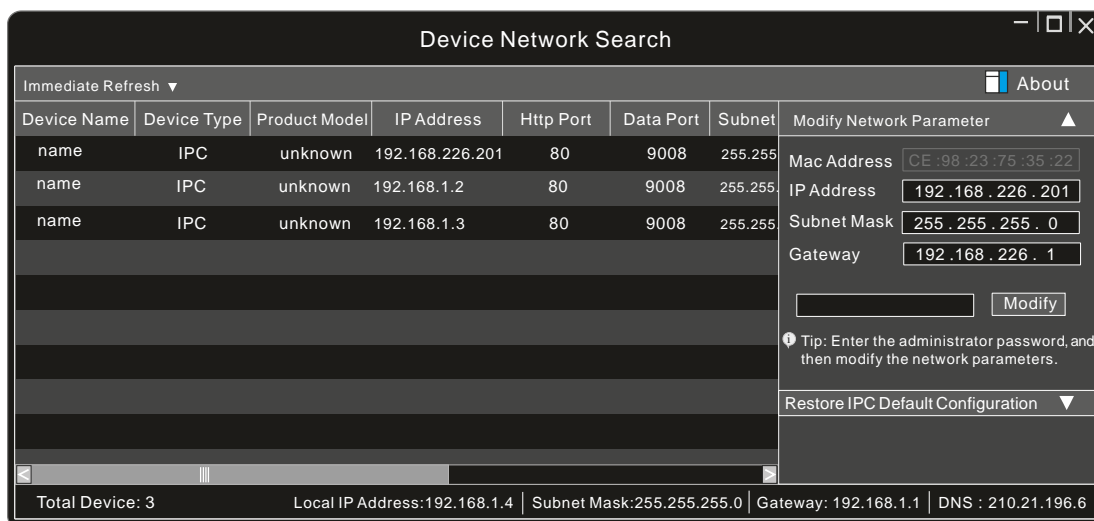 Device Network Search
Immediate Refresh ▼
About
Device Name Device Type Product Model IP Address Http Port Data Port Subnet
name IPC unknown 192.168.226.201 80 9008 255.255
name IPC unknown 192.168.1.2 80 9008 255.255.
name IPC unknown 192.168.1.3 80 9008 255.255.
Modify Network Parameter ▲
Mac Address CE :98 :23 :75 :35 :22
IP Address 192 .168 . 226 . 201
Subnet Mask 255 . 255 . 255 . 0
Gateway 192 .168 . 226 . 1
Modify
Tip: Enter the administrator password, and
then modify the network parameters.
Restore IPC Default Configuration ▼
Total Device: 3 Local IP Address:192.168.1.4 Subnet Mask:255.255.255.0 Gateway: 192.168.1.1 DNS : 210.21.196.6